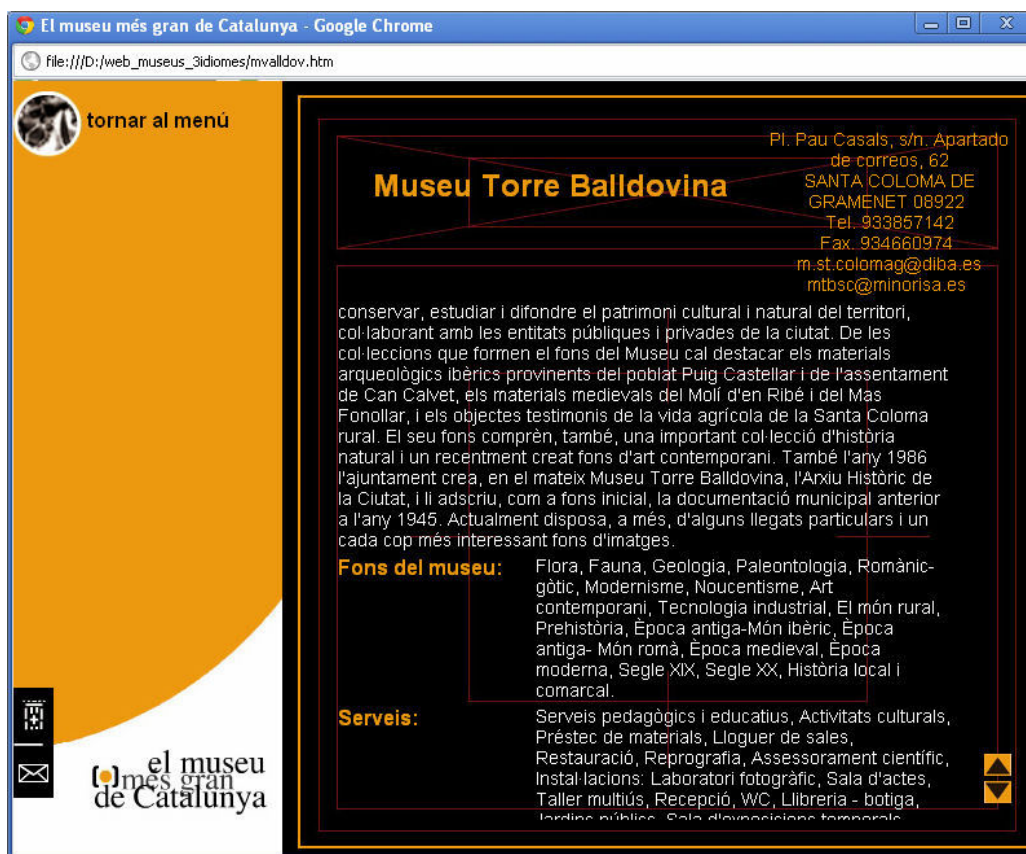 El museu més gran de Catalunya - Google Chrome
file:///D:/web_museus_3idiomes/mvalldov.htm
tornar al menú
Museu Torre Balldovina
Pl. Pau Casals, s/n. Apartado
de correos, 62
SANTA COLOMA DE
GRAMENET 08922
Tel. 933857142
Fax. 934660974
m.st.colomag@diba.es
mtbsc@minorisa.es
conservar, estudiar i difondre el patrimoni cultural i natural del territori,
col·laborant amb les entitats públiques i privades de la ciutat. De les
col·leccions que formen el fons del Museu cal destacar els materials
arqueològics ibèrics provinents del poblat Puig Castellar i de l'assentament
de Can Calvet, els materials medievals del Molí d'en Ribé i del Mas
Fonollar, i els objectes testimonis de la vida agrícola de la Santa Coloma
rural. El seu fons comprèn, també, una important col·lecció d'història
natural i un recentment creat fons d'art contemporani. També l'any 1986
l'ajuntament crea, en el mateix Museu Torre Balldovina, l'Arxiu Històric de
la Ciutat, i li adscriu, com a fons inicial, la documentació municipal anterior
a l'any 1945. Actualment disposa, a més, d'alguns llegats particulars i un
cada cop més interessant fons d'imatges.
Fons del museu:
Flora, Fauna, Geologia, Paleontologia, Romànic-
gòtic, Modernisme, Noucentisme, Art
contemporani, Tecnologia industrial, El món rural,
Prehistòria, Època antiga-Món ibèric, Època
antiga- Món romà, Època medieval, Època
moderna, Segle XIX, Segle XX, Història local i
comarcal.
Serveis:
Serveis pedagògics i educatius, Activitats culturals,
Préstec de materials, Lloguer de sales,
Restauració, Reprografia, Assessorament científic,
Instal·lacions: Laboratori fotogràfic, Sala d'actes,
Taller multiús, Recepció, WC, Llibreria - botiga,
Jardins públics, Sala d'exposicions temporals
el museu
més gran
de Catalunya